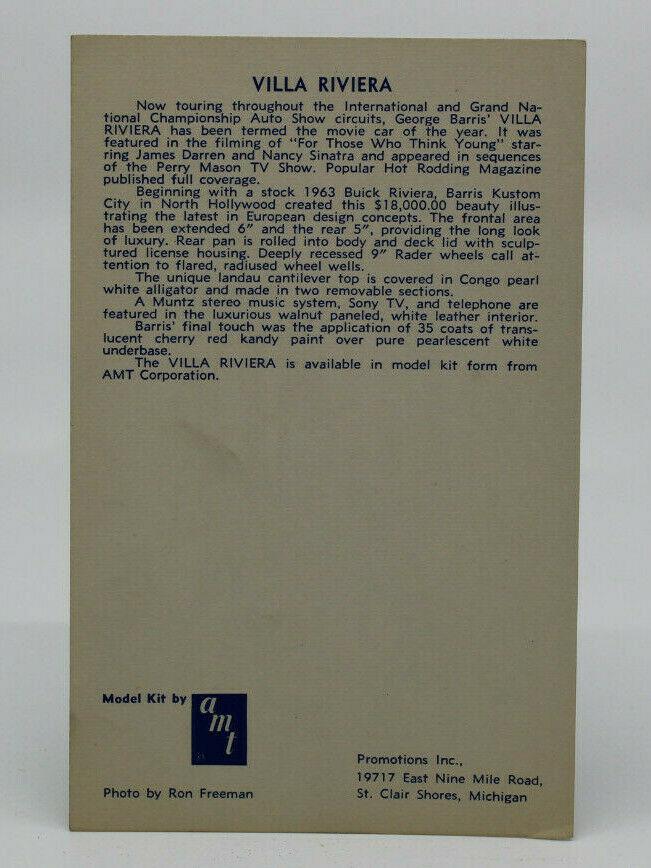 VILLA RIVIERA
Now touring throughout the International and Grand Na-
tional Championship Auto Show circuits, George Barris' VILLA
RIVIERA has been termed the movie car of the year. It was
featured in the filming of "For Those Who Think Young" star-
ring James Darren and Nancy Sinatra and appeared in sequences
of the Perry Mason TV Show. Popular Hot Rodding Magazine
published full coverage.
Beginning with a stock 1963 Buick Riviera, Barris Kustom
City in North Hollywood created this $18,000.00 beauty illus-
trating the latest in European design concepts. The frontal area
has been extended 6" and the rear 5", providing the long look
of luxury. Rear pan is rolled into body and deck lid with sculp-
tured license housing. Deeply recessed 9" Rader wheels call at-
tention to flared, radiused wheel wells.
The unique landau cantilever top is covered in Congo pearl
white alligator and made in two removable sections.
A Muntz stereo music system, Sony TV, and telephone are
featured in the luxurious walnut paneled, white leather interior.
Barris' final touch was the application of 35 coats of trans-
lucent cherry red kandy paint over pure pearlescent white
underbase.
The VILLA RIVIERA is available in model kit form from
AMT Corporation.
Model Kit by amt
Photo by Ron Freeman
Promotions Inc.,
19717 East Nine Mile Road,
St. Clair Shores, Michigan